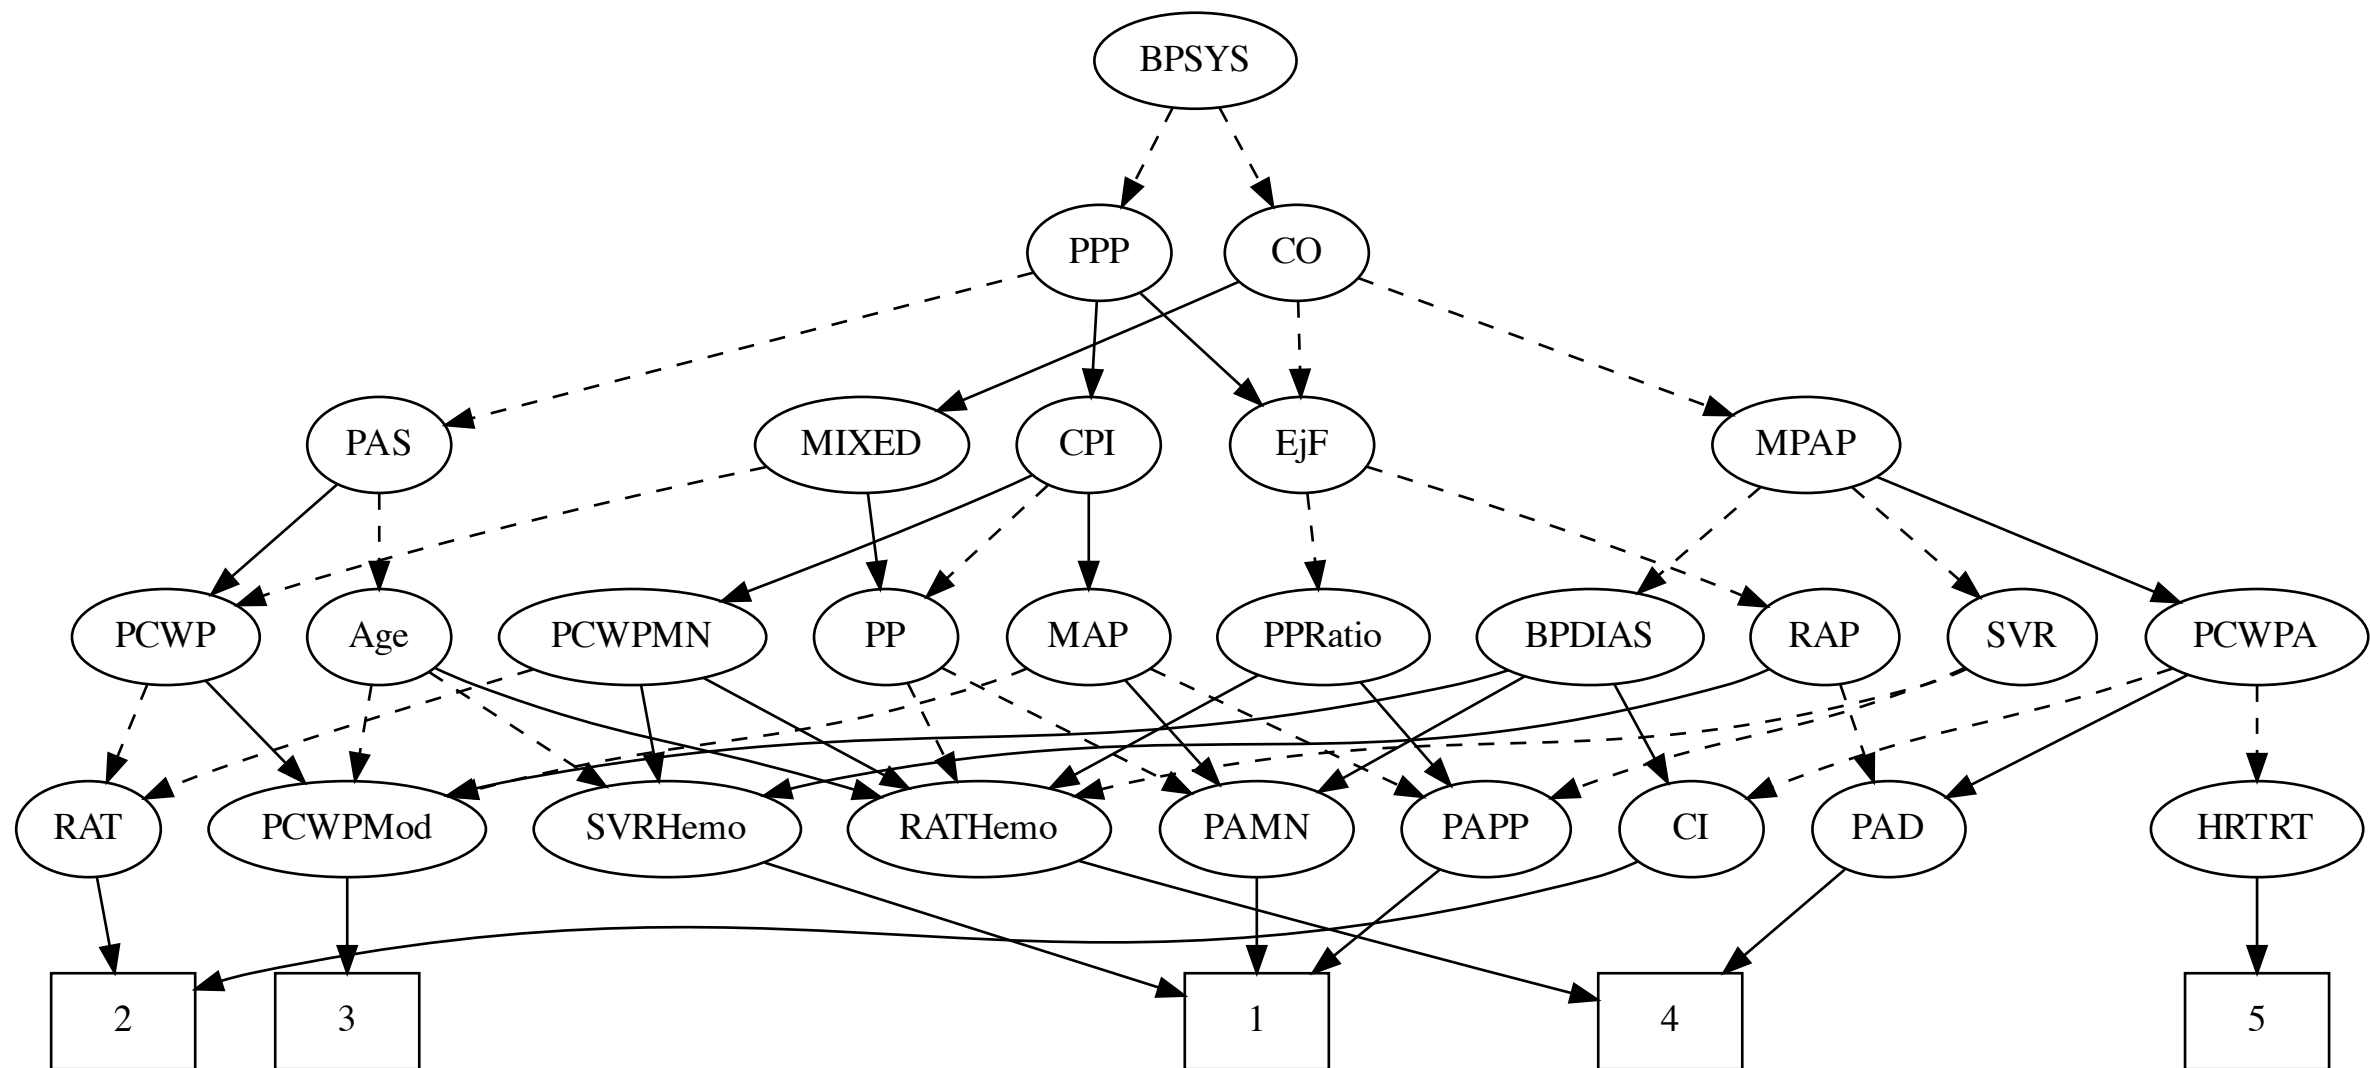 BPSYS
PPP
CO
PAS
MIXED
CPI
EjF
MPAP
PCWP
Age
PCWPMN
PP
MAP
PPRatio
BPDIAS
RAP
SVR
PCWPA
RAT
PCWPMod
SVRHemo
RATHemo
PAMN
PAPP
CI
PAD
HRTRT
2
3
1
4
5